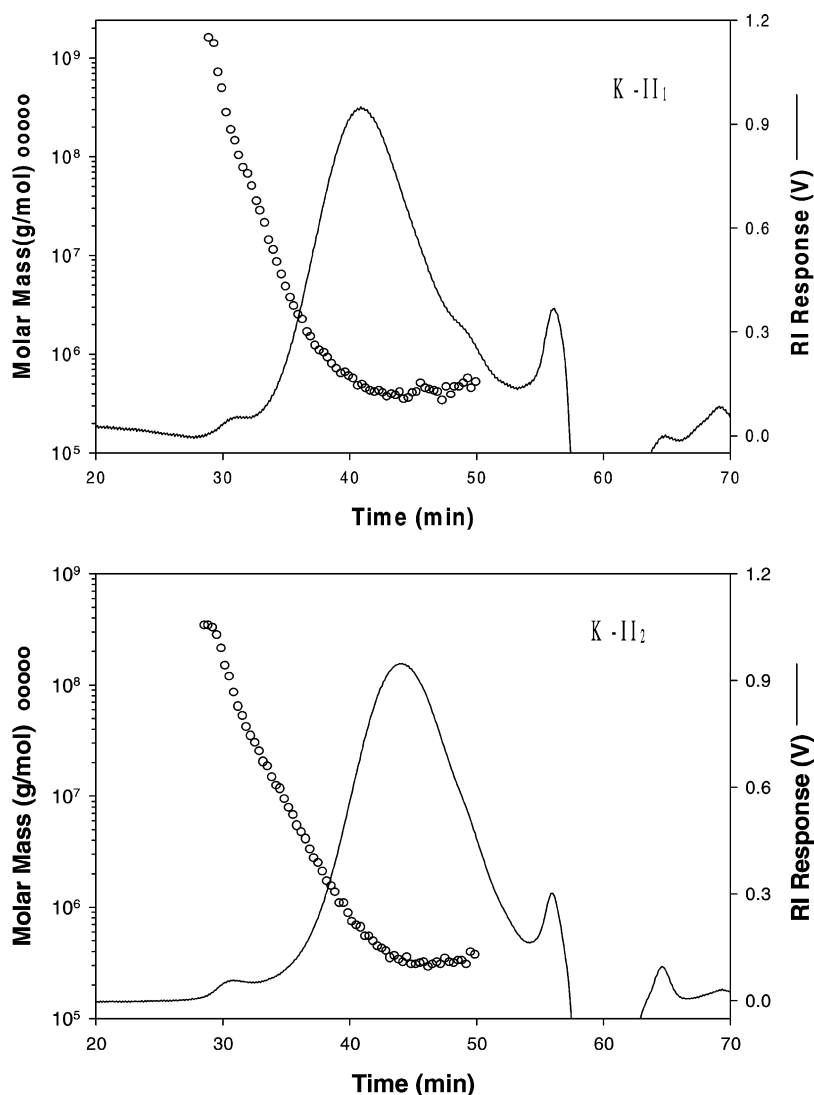 1.2
10⁹
K -II₁
0.9
10⁸
Molar Mass(g/mol) ooooo
RI Response (V)
0.6
10⁷
0.3
10⁶
0.0
10⁵
20 30 40 50 60 70
Time (min)
10⁹
1.2
K -II₂
0.9
10⁸
Molar Mass (g/mol) ooooo
RI Response (V)
0.6
10⁷
0.3
10⁶
0.0
10⁵
20 30 40 50 60 70
Time (min)